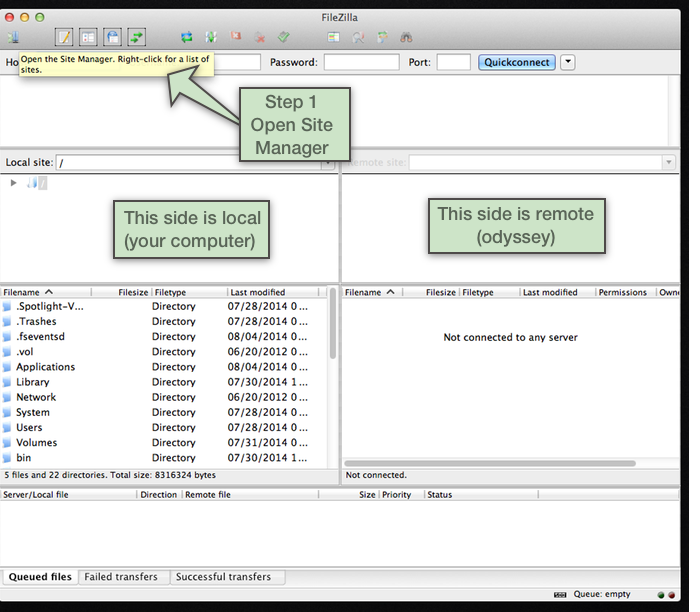 FileZilla
Open the Site Manager. Right-click for a list of
sites.
Password:
Port:
Quickconnect
Step 1
Open Site
Manager
Local site: /
Remote site:
/
This side is local
(your computer)
This side is remote
(odyssey)
Filename Filesize Filetype Last modified
.Spotlight-V... Directory 07/28/2014 0...
.Trashes Directory 07/28/2014 0...
.fseventsd Directory 08/04/2014 0...
.vol Directory 06/20/2012 0...
Applications Directory 08/04/2014 0...
Library Directory 07/30/2014 1...
Network Directory 06/20/2012 0...
System Directory 07/28/2014 0...
Users Directory 07/28/2014 0...
Volumes Directory 07/31/2014 0...
bin Directory 07/30/2014 1...
5 files and 22 directories. Total size: 8316324 bytes
Filename Filesize Filetype Last modified Permissions Owne
Not connected to any server
Not connected.
Server/Local file Direction Remote file Size Priority Status
Queued files Failed transfers Successful transfers
Queue: empty